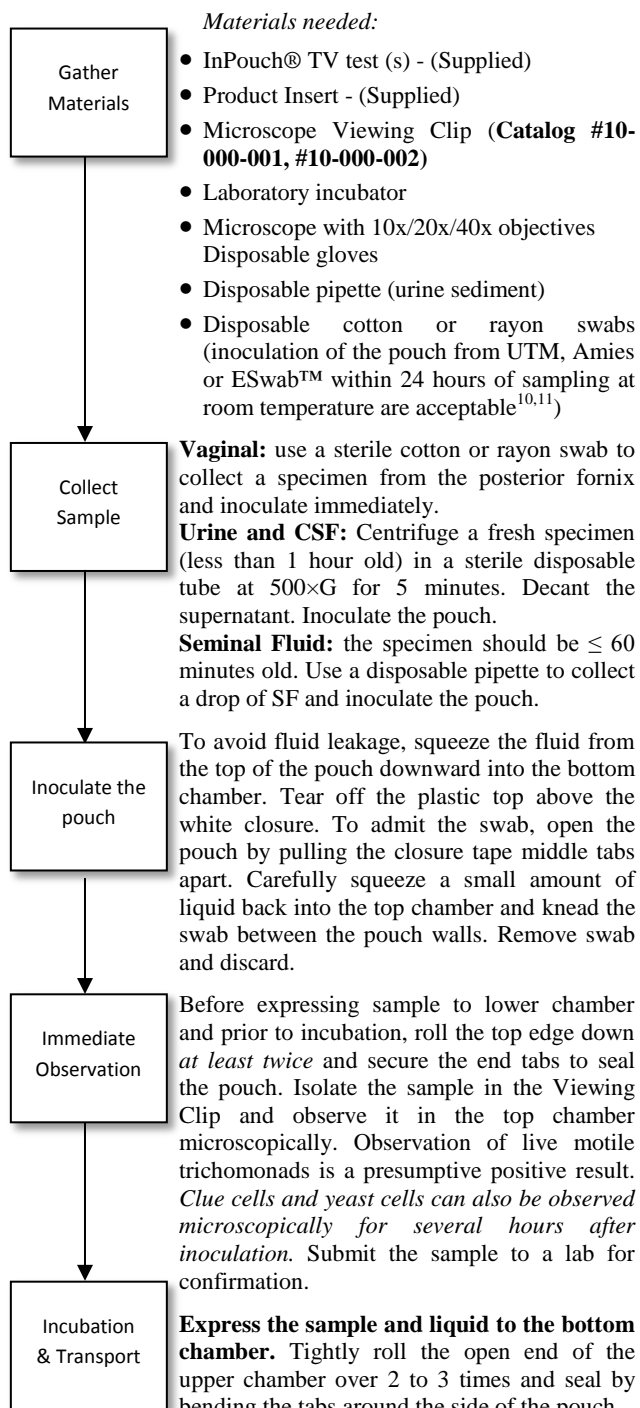 Materials needed:
Gather
Materials
• InPouch® TV test (s) - (Supplied)
• Product Insert - (Supplied)
• Microscope Viewing Clip (Catalog #10-
000-001, #10-000-002)
• Laboratory incubator
• Microscope with 10x/20x/40x objectives
Disposable gloves
• Disposable pipette (urine sediment)
• Disposable cotton or rayon swabs
(inoculation of the pouch from UTM, Amies
or ESwab™ within 24 hours of sampling at
room temperature are acceptable10,11)
Collect
Sample
Vaginal: use a sterile cotton or rayon swab to
collect a specimen from the posterior fornix
and inoculate immediately.
Urine and CSF: Centrifuge a fresh specimen
(less than 1 hour old) in a sterile disposable
tube at 500×G for 5 minutes. Decant the
supernatant. Inoculate the pouch.
Seminal Fluid: the specimen should be ≤ 60
minutes old. Use a disposable pipette to collect
a drop of SF and inoculate the pouch.
Inoculate the
pouch
To avoid fluid leakage, squeeze the fluid from
the top of the pouch downward into the bottom
chamber. Tear off the plastic top above the
white closure. To admit the swab, open the
pouch by pulling the closure tape middle tabs
apart. Carefully squeeze a small amount of
liquid back into the top chamber and knead the
swab between the pouch walls. Remove swab
and discard.
Immediate
Observation
Before expressing sample to lower chamber
and prior to incubation, roll the top edge down
at least twice and secure the end tabs to seal
the pouch. Isolate the sample in the Viewing
Clip and observe it in the top chamber
microscopically. Observation of live motile
trichomonads is a presumptive positive result.
Clue cells and yeast cells can also be observed
microscopically for several hours after
inoculation. Submit the sample to a lab for
confirmation.
Incubation
& Transport
Express the sample and liquid to the bottom
chamber. Tightly roll the open end of the
upper chamber over 2 to 3 times and seal by
bending the tabs around the side of the pouch